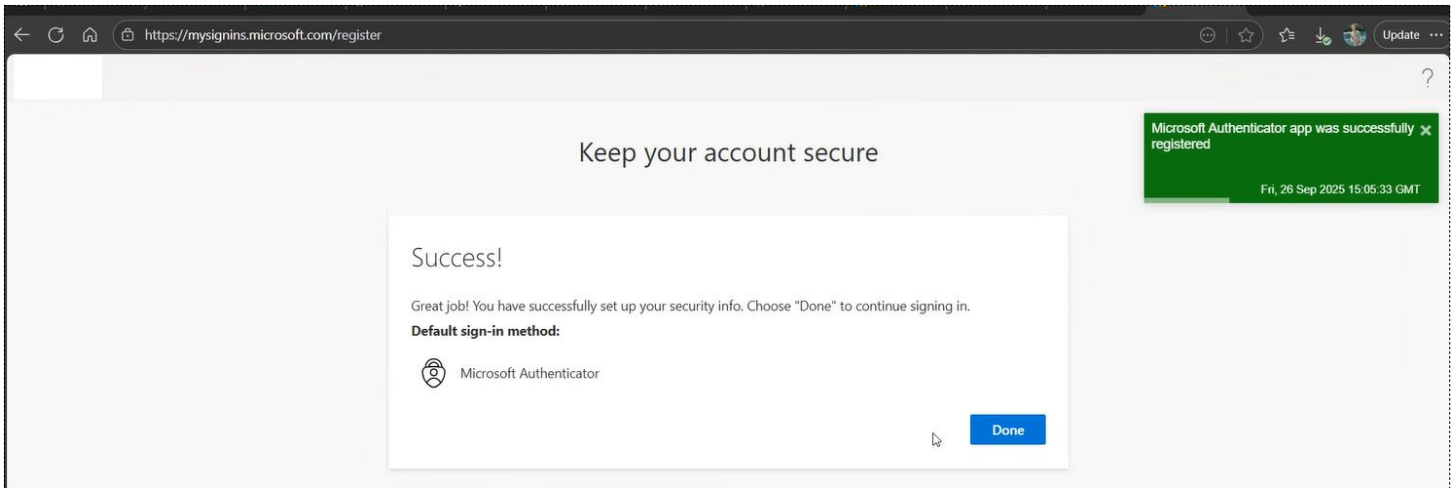 https://mysignins.microsoft.com/register
Update
?
Microsoft Authenticator app was successfully
registered
Fri, 26 Sep 2025 15:05:33 GMT
Keep your account secure
Success!
Great job! You have successfully set up your security info. Choose "Done" to continue signing in.
Default sign-in method:
Microsoft Authenticator
Done